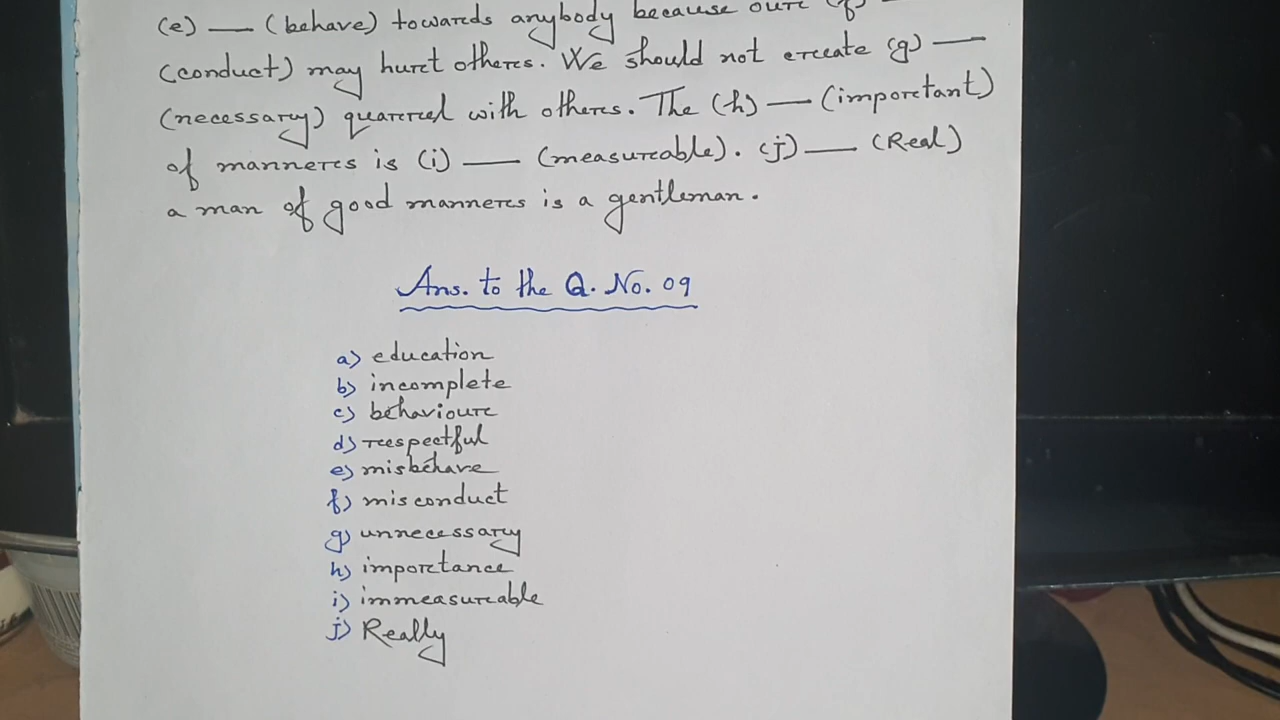 (e) — (behave) towards anybody because our (f) —
(conduct) may hurt others. We should not create (g) —
(necessary) quarrel with others. The (h) — (important)
of manners is (i) — (measurable). (j) — (Real)
a man of good manners is a gentleman.
Ans. to the Q. No. 09
a) education
b) incomplete
c) behaviour
d) respectful
e) misbehave
f) misconduct
g) unnecessary
h) importance
i) immeasurable
j) Really